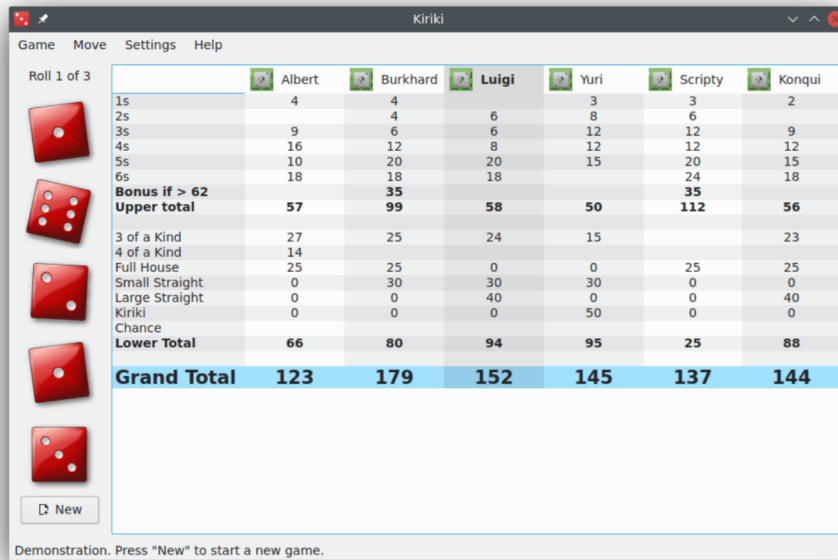 Kiriki
Game Move Settings Help
Roll 1 of 3
Albert Burkhard Luigi Yuri Scripty Konqui
1s 4 4 3 3 2
2s 4 6 8 6
3s 9 6 6 12 12 9
4s 16 12 8 12 12 12
5s 10 20 20 15 20 15
6s 18 18 18 24 18
Bonus if > 62 35 35
Upper total 57 99 58 50 112 56
3 of a Kind 27 25 24 15 23
4 of a Kind 14
Full House 25 25 0 0 25 25
Small Straight 0 30 30 30 0 0
Large Straight 0 0 40 0 0 40
Kiriki 0 0 0 50 0 0
Chance
Lower Total 66 80 94 95 25 88
Grand Total 123 179 152 145 137 144
New
Demonstration. Press "New" to start a new game.